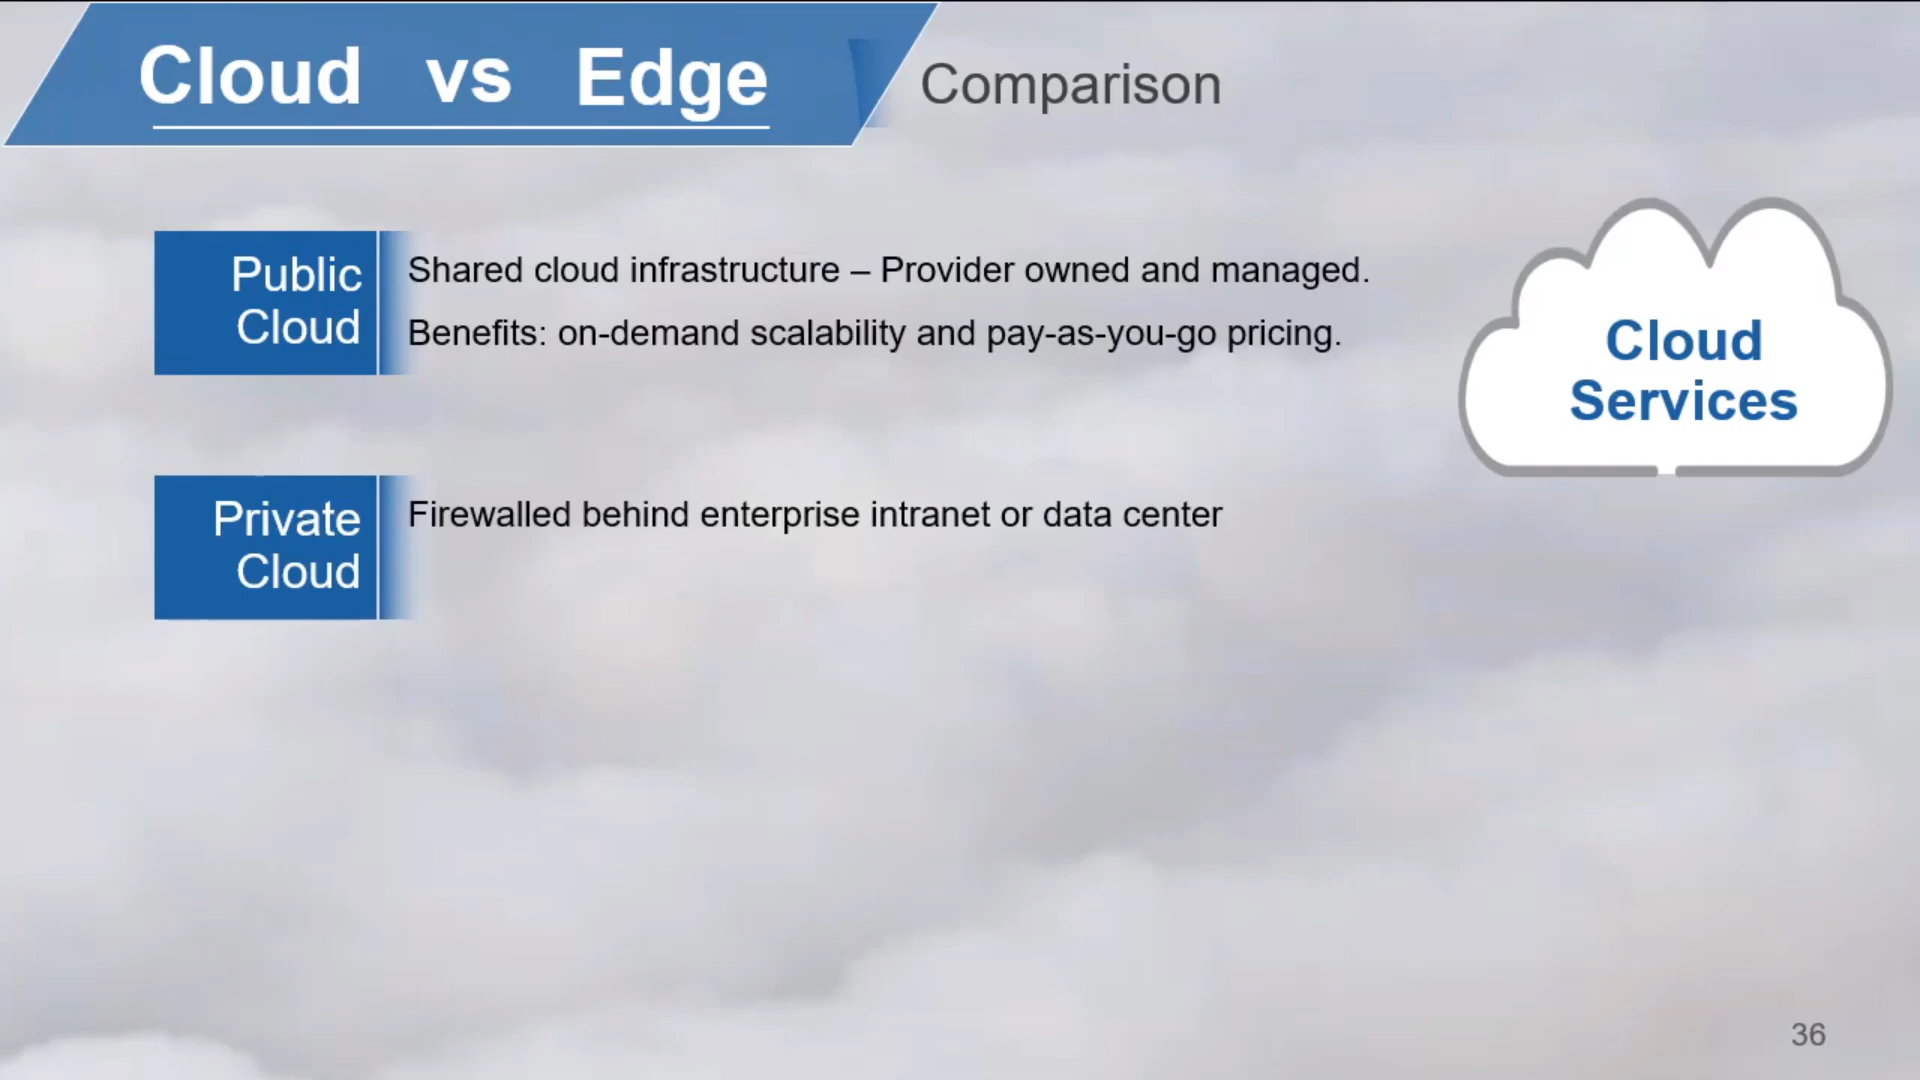 Cloud vs Edge
Comparison
Public
Cloud
Shared cloud infrastructure – Provider owned and managed.
Benefits: on-demand scalability and pay-as-you-go pricing.
Cloud
Services
Private
Cloud
Firewalled behind enterprise intranet or data center
36